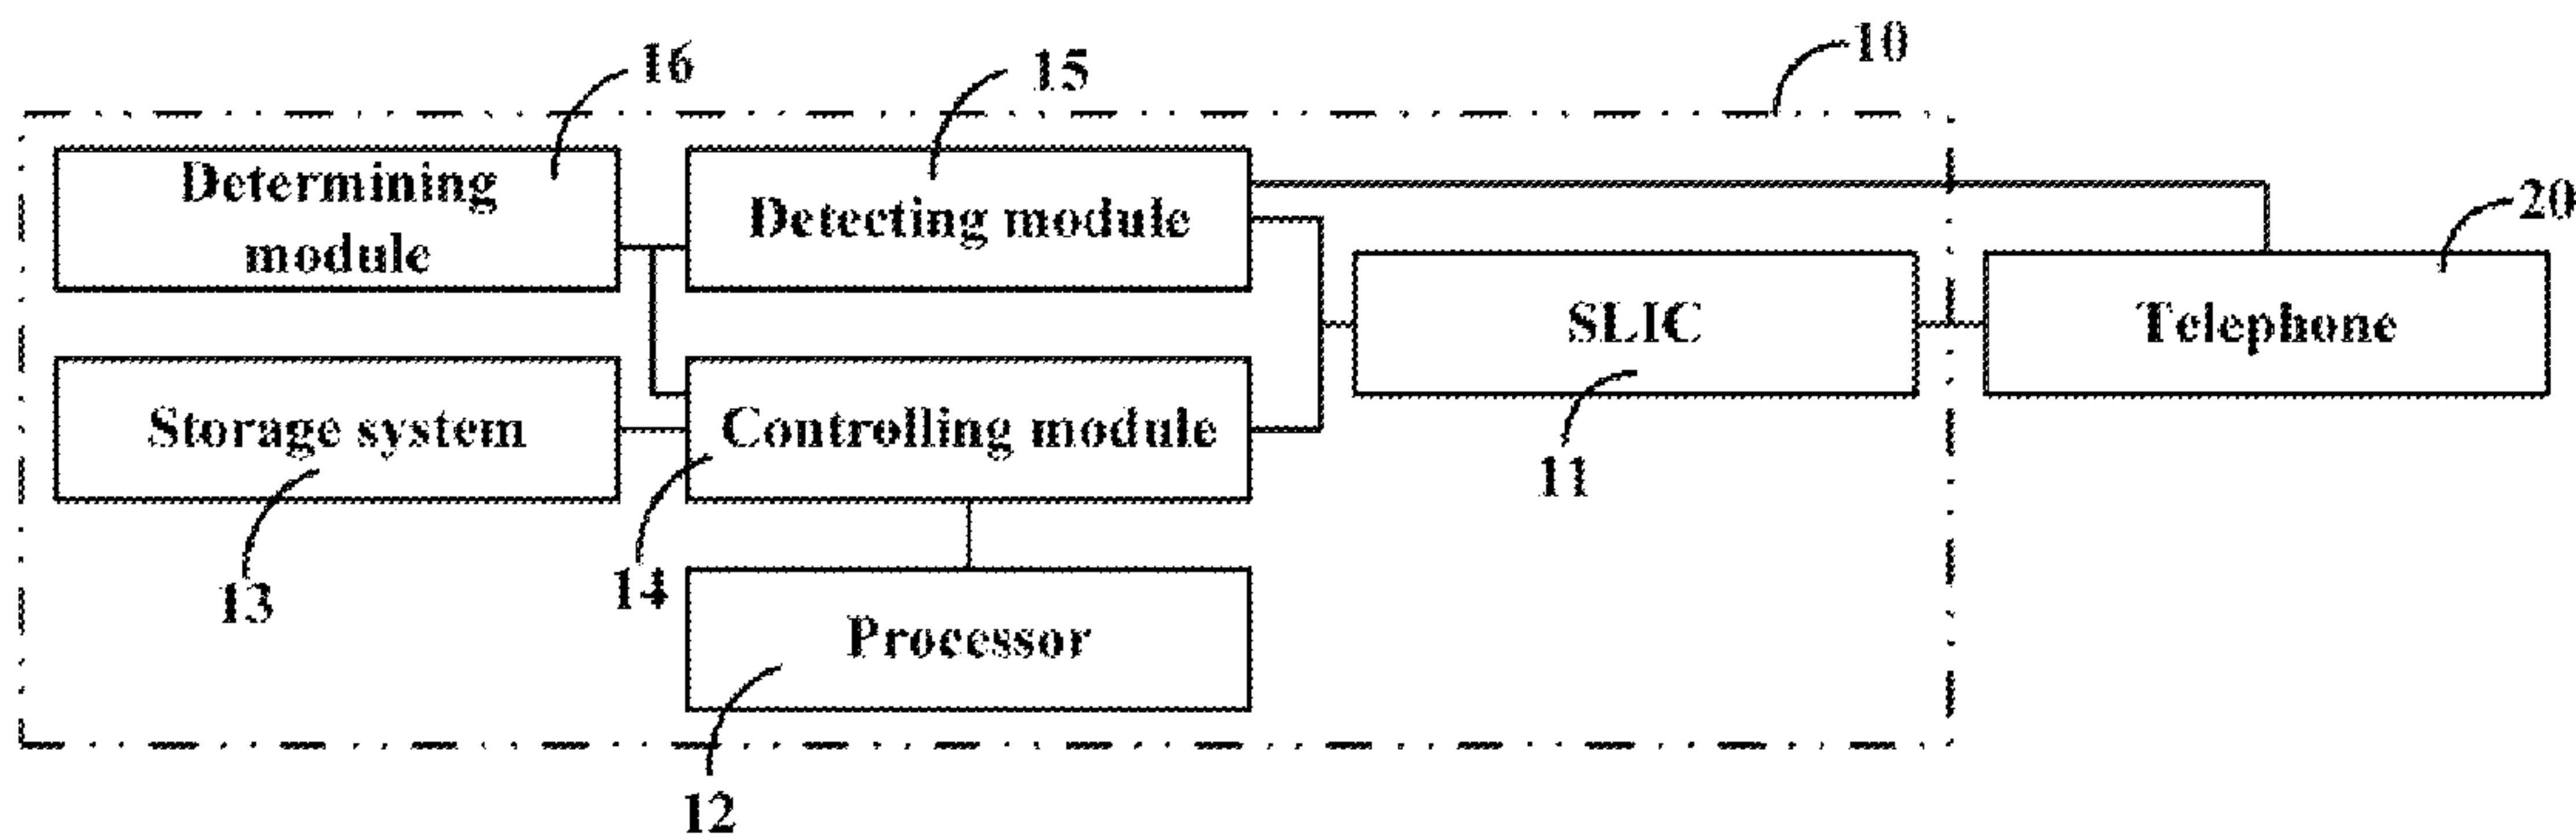 16
15
10
Determining
module
Detecting module
20
SLIC
Telephone
Storage system
Controlling module
11
13
14
Processor
12